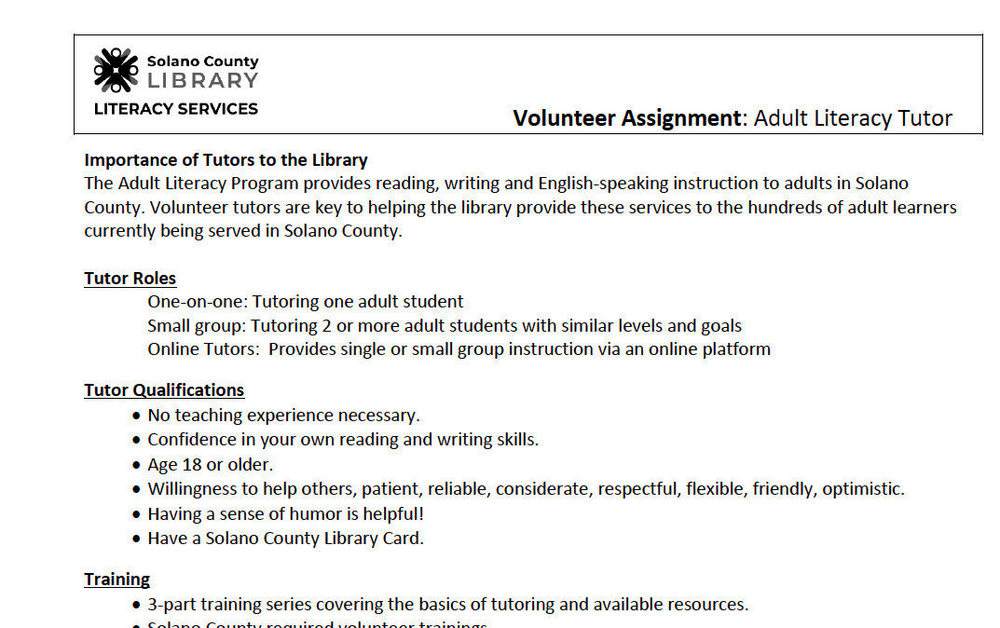 Solano County
LIBRARY
LITERACY SERVICES
Volunteer Assignment: Adult Literacy Tutor
Importance of Tutors to the Library
The Adult Literacy Program provides reading, writing and English-speaking instruction to adults in Solano
County. Volunteer tutors are key to helping the library provide these services to the hundreds of adult learners
currently being served in Solano County.
Tutor Roles
One-on-one: Tutoring one adult student
Small group: Tutoring 2 or more adult students with similar levels and goals
Online Tutors:  Provides single or small group instruction via an online platform
Tutor Qualifications
• No teaching experience necessary.
• Confidence in your own reading and writing skills.
• Age 18 or older.
• Willingness to help others, patient, reliable, considerate, respectful, flexible, friendly, optimistic.
• Having a sense of humor is helpful!
• Have a Solano County Library Card.
Training
• 3-part training series covering the basics of tutoring and available resources.
• Solano County required volunteer trainings